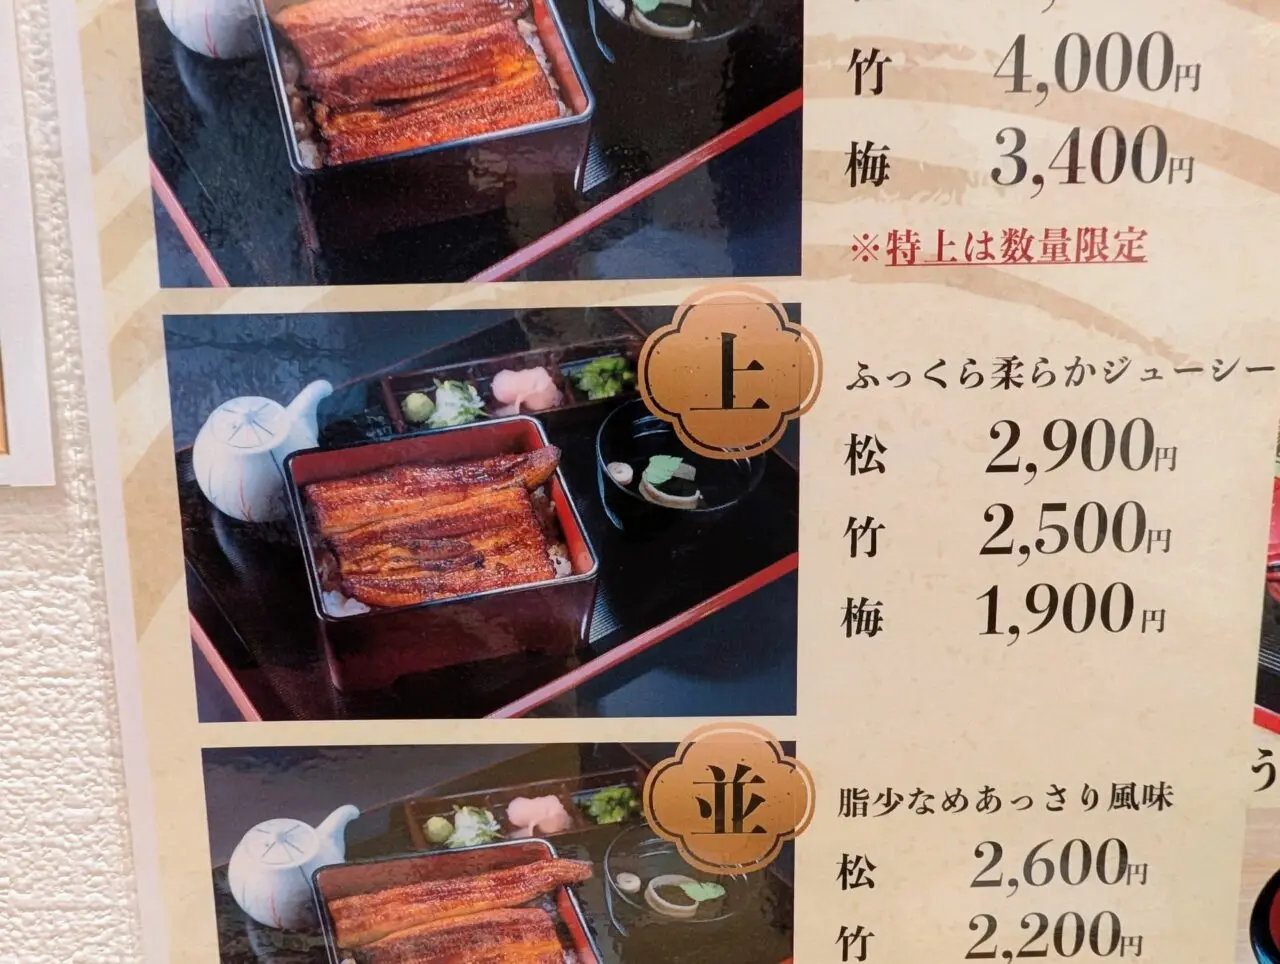 竹 4,000円
梅 3,400円
※特上は数量限定
上
ふっくら柔らかジューシー
松 2,900円
竹 2,500円
梅 1,900円
並
脂少なめあっさり風味
松 2,600円
竹 2,200円
う